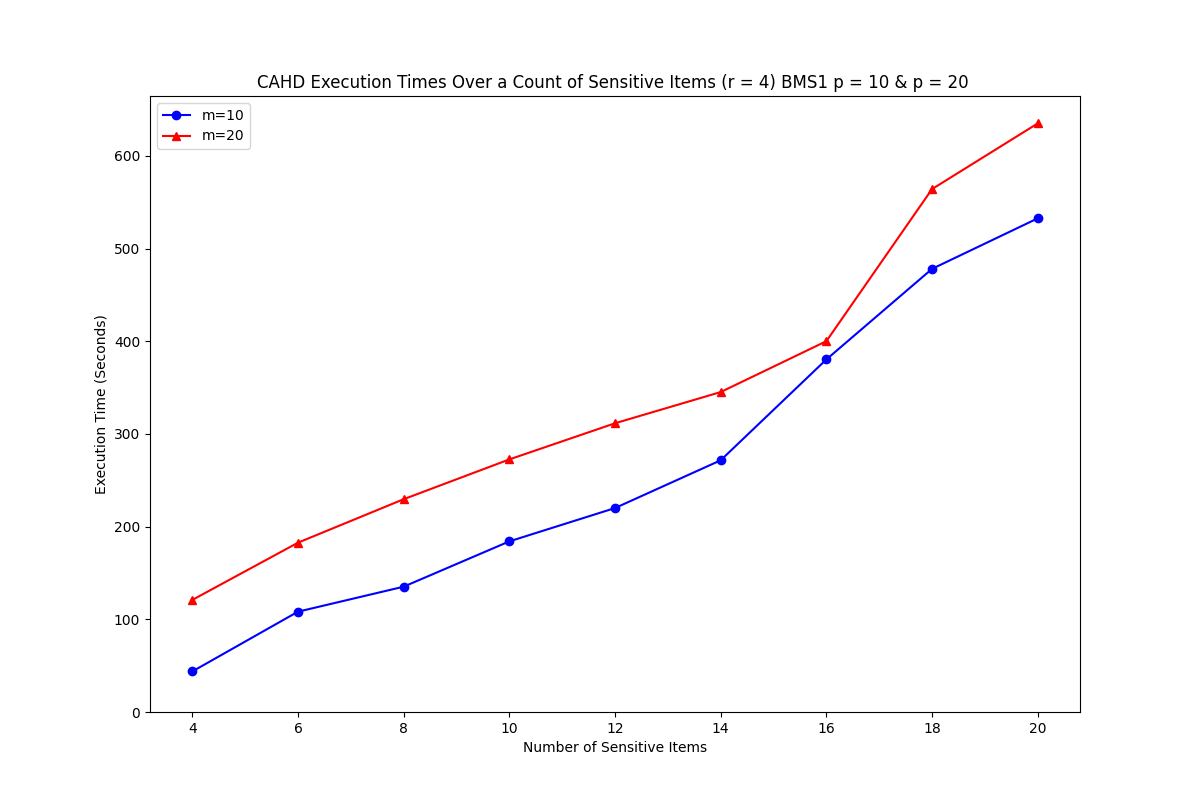 CAHD Execution Times Over a Count of Sensitive Items (r = 4) BMS1 p = 10 & p = 20
m=10
m=20
Execution Time (Seconds)
600
500
400
300
200
100
0
4 6 8 10 12 14 16 18 20
Number of Sensitive Items